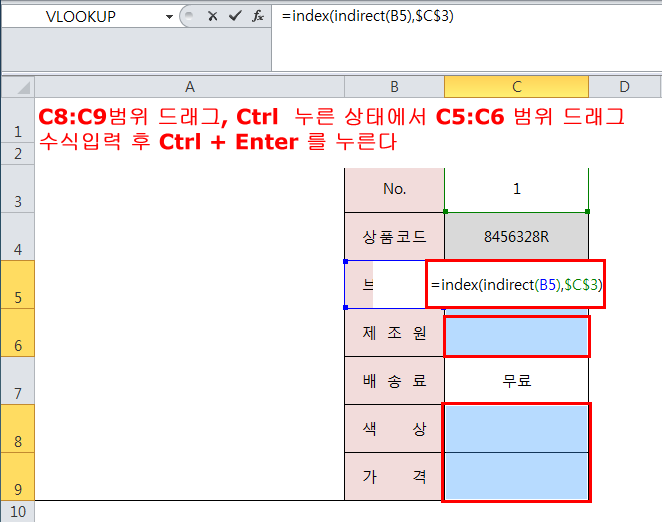 VLOOKUP
=index(indirect(B5),$C$3)
A B C D
C8:C9범위 드래그, Ctrl 누른 상태에서 C5:C6 범위 드래그
수식입력 후 Ctrl + Enter 를 누른다
1
2
3 No. 1
4 상품코드 8456328R
5 =index(indirect(B5),$C$3)
6 제 조 원
7 배 송 료 무료
8 색 상
9 가 격
10